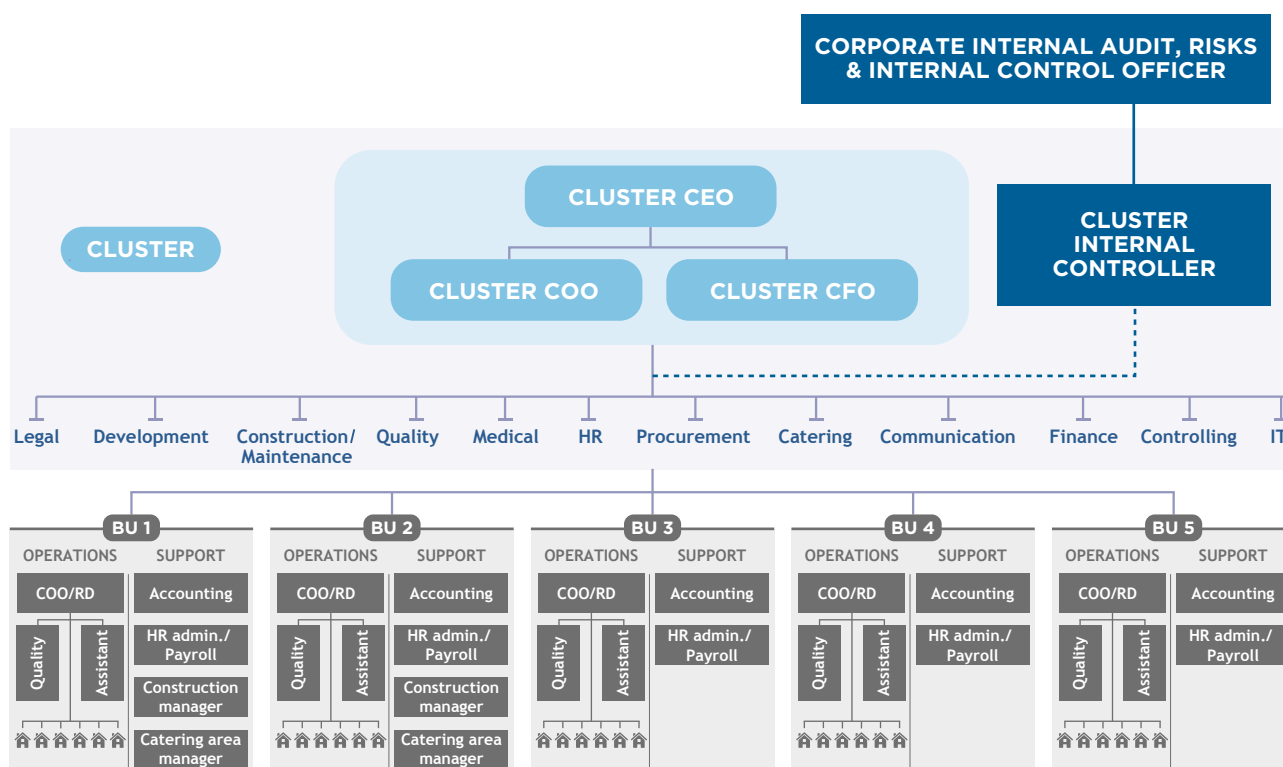 CORPORATE INTERNAL AUDIT, RISKS
& INTERNAL CONTROL OFFICER
CLUSTER
CLUSTER CEO
CLUSTER COO
CLUSTER CFO
CLUSTER
INTERNAL
CONTROLLER
Legal
Development
Construction/
Maintenance
Quality
Medical
HR
Procurement
Catering
Communication
Finance
Controlling
IT
BU 1
OPERATIONS
SUPPORT
COO/RD
Quality
Assistant
Accounting
HR admin./
Payroll
Construction
manager
Catering area
manager
BU 2
OPERATIONS
SUPPORT
COO/RD
Quality
Assistant
Accounting
HR admin./
Payroll
Construction
manager
Catering area
manager
BU 3
OPERATIONS
SUPPORT
COO/RD
Quality
Assistant
Accounting
HR admin./
Payroll
BU 4
OPERATIONS
SUPPORT
COO/RD
Quality
Assistant
Accounting
HR admin./
Payroll
BU 5
OPERATIONS
SUPPORT
COO/RD
Quality
Assistant
Accounting
HR admin./
Payroll